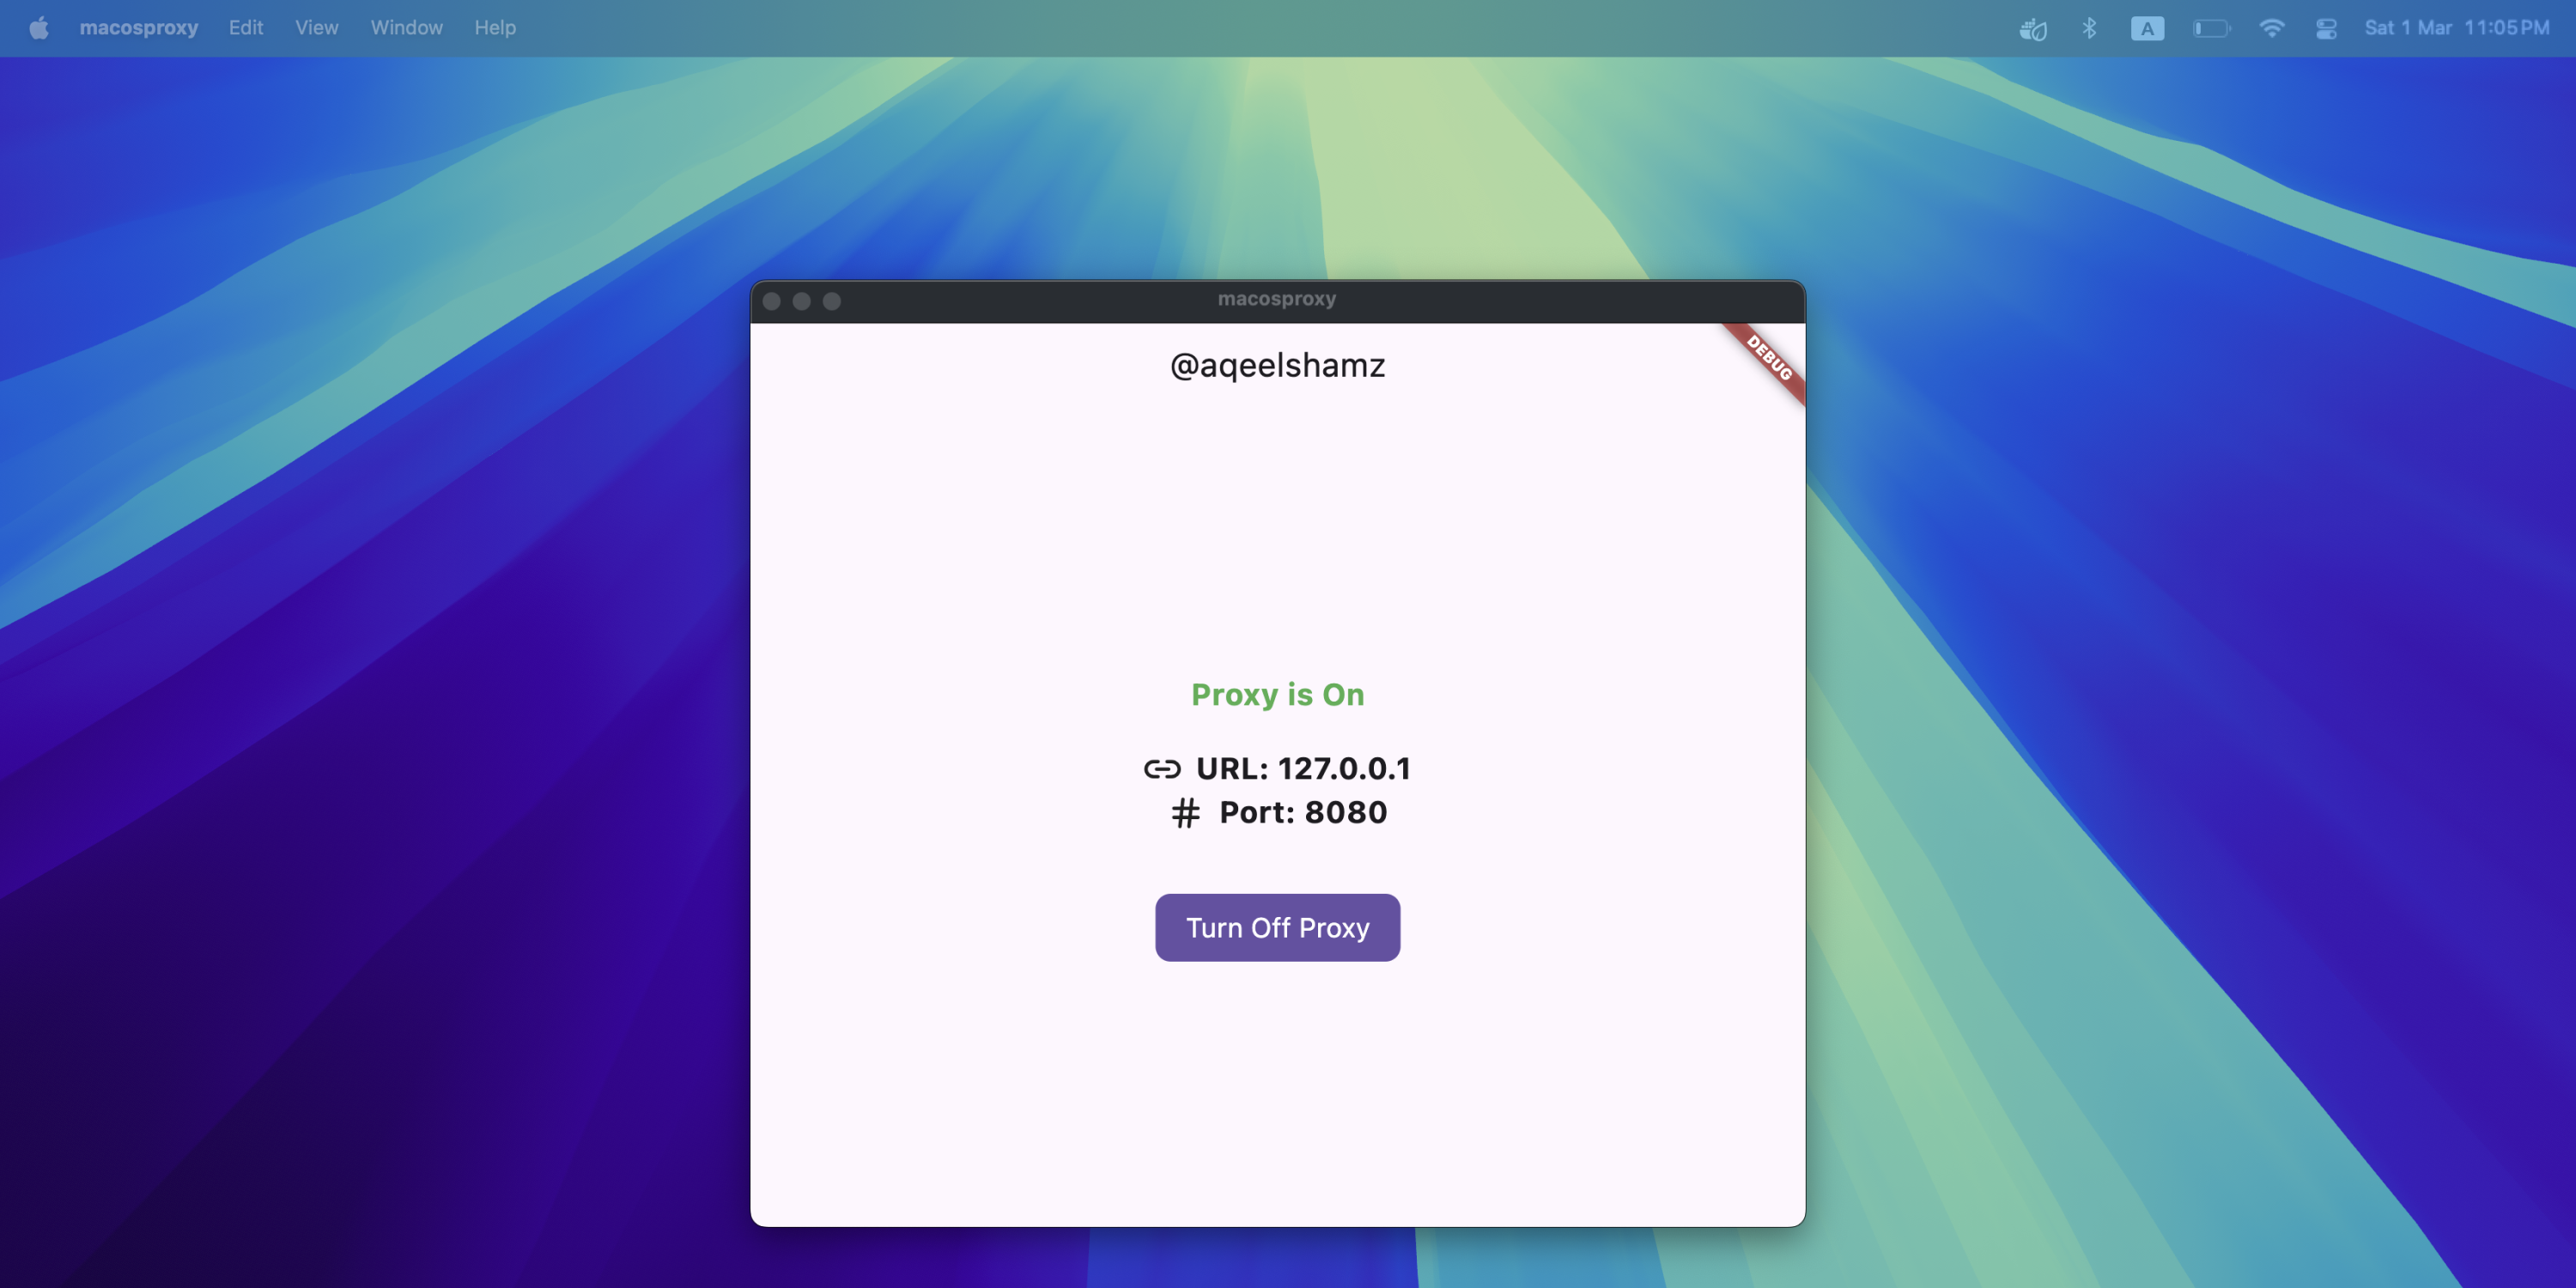 macosproxy Edit View Window Help A Sat 1 Mar 11:05 PM
macosproxy
DEBUG
@aqeelshamz
Proxy is On
URL: 127.0.0.1
# Port: 8080
Turn Off Proxy